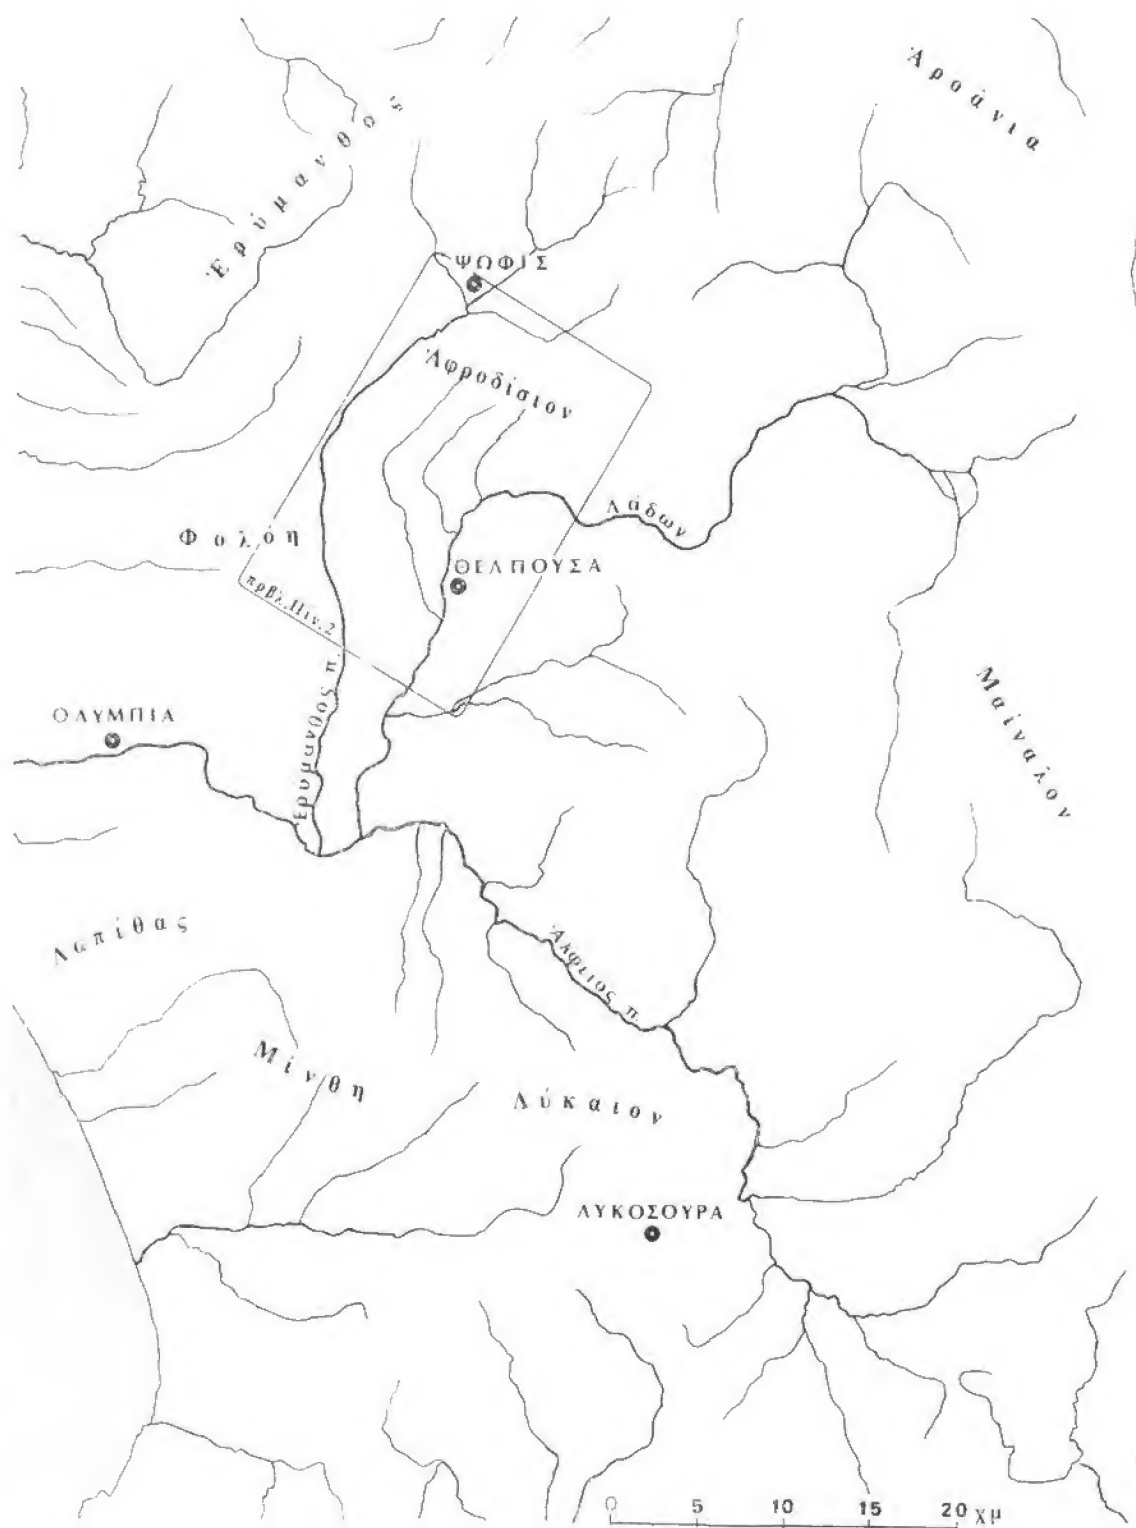 Ἀροάνια
Ἐρύμανθος
ΨΩΦΙΣ
Ἀφροδίσιον
Λάδων
Φολόη
ΘΕΛΠΟΥΣΑ
πρβλ. Πίν. 2
Ἐρύμανθος π.
Μαίναλον
ΟΛΥΜΠΙΑ
Λαπίθας
Ἀλφειος π.
Μίνθη
Λύκαιον
ΛΥΚΟΣΟΥΡΑ
0 5 10 15 20 χμ